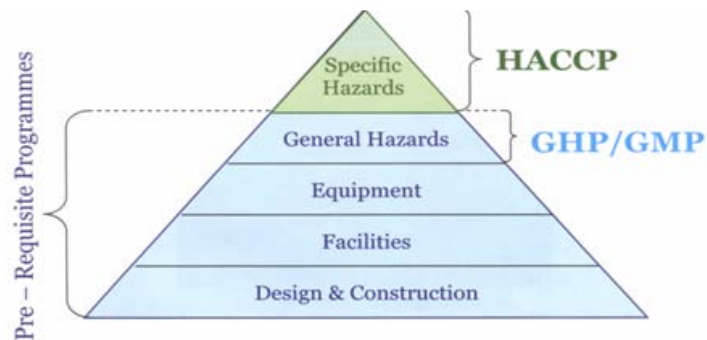 Specific
Hazards
HACCP
General Hazards
GHP/GMP
Equipment
Facilities
Design & Construction
Pre – Requisite Programmes